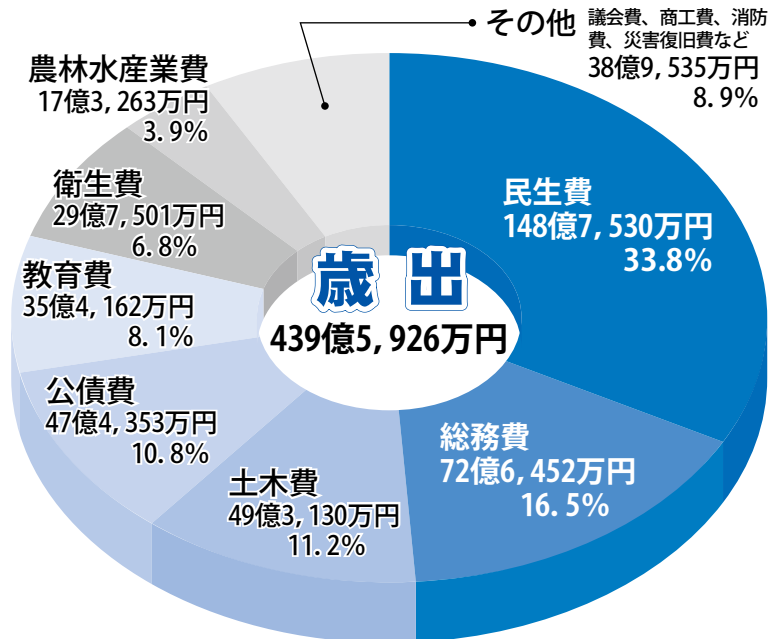 その他
議会費、商工費、消防
費、災害復旧費など
38億9,535万円
8.9%
民生費
148億7,530万円
33.8%
総務費
72億6,452万円
16.5%
土木費
49億3,130万円
11.2%
公債費
47億4,353万円
10.8%
教育費
35億4,162万円
8.1%
衛生費
29億7,501万円
6.8%
農林水産業費
17億3,263万円
3.9%
歳出
439億5,926万円